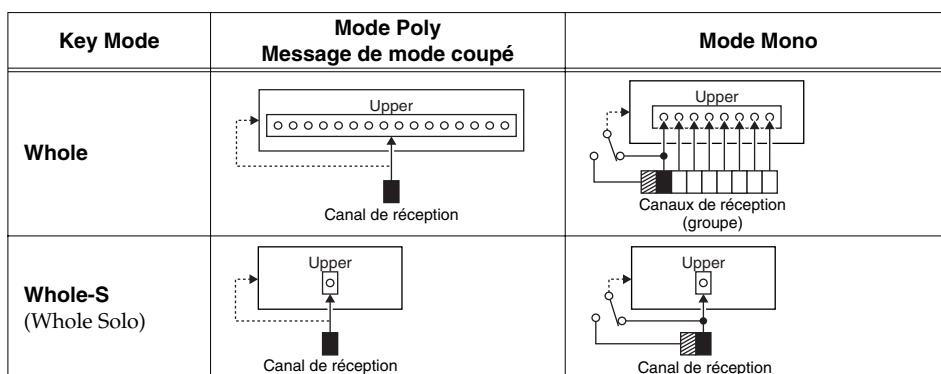 Key Mode
Mode Poly
Message de mode coupé
Mode Mono
Whole
Upper
Canal de réception
Upper
Canaux de réception
(groupe)
Whole-S
(Whole Solo)
Upper
Canal de réception
Upper
Canal de réception